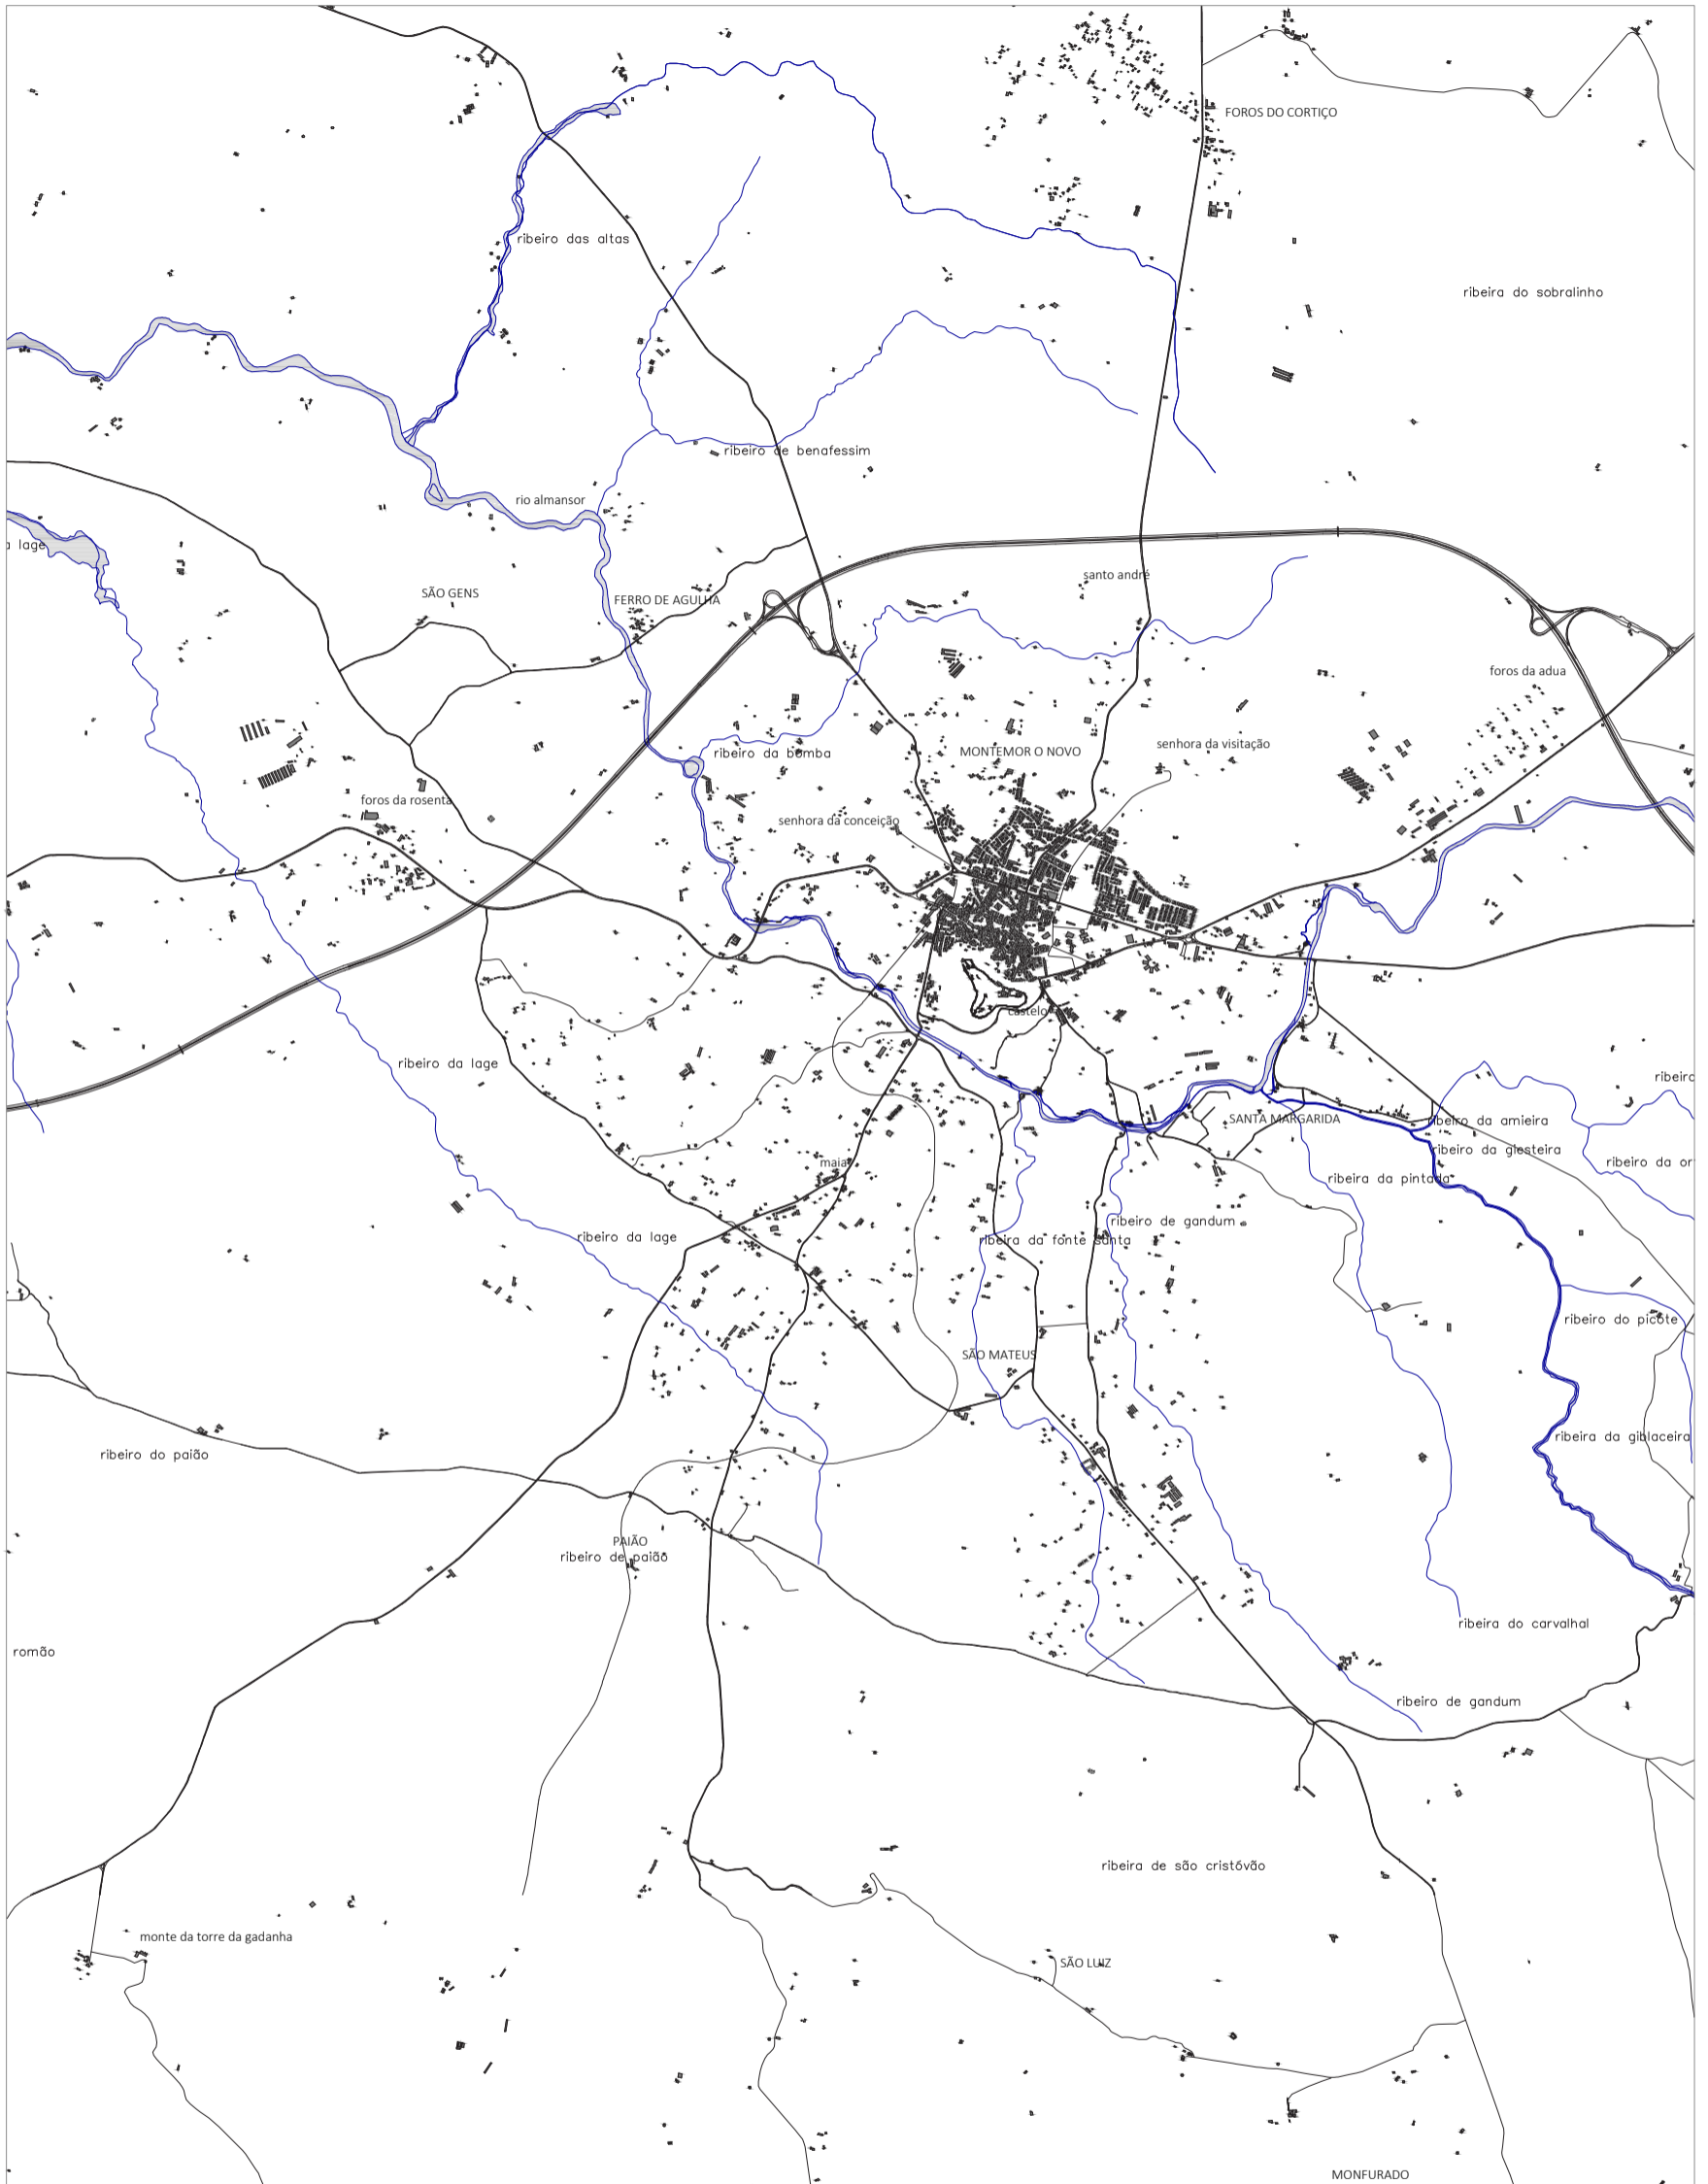 FOROS DO CORTIÇO
ribeiro das altas
ribeira do sobralinho
ribeiro de benafessim
rio almansor
a lage
santo andré
SÃO GENS
FERRO DE AGULHA
foros da adua
ribeiro da bomba
MONTEMOR O NOVO
senhora da visitação
foros da rosenta
senhora da conceição
castelo
ribeiro da lage
ribeiro
SANTA MARGARIDA
ribeiro da amieira
ribeiro da giesteira
maia
ribeiro da or
ribeira da pintada
ribeiro de gandum
ribeiro da lage
ribeira da fonte santa
ribeiro do picote
SÃO MATEUS
ribeira da giblaceira
ribeiro do paião
PAIÃO
ribeiro de paião
ribeira do carvalhal
romão
ribeiro de gandum
ribeira de são cristóvão
monte da torre da gadanha
SÃO LUIZ
MONFURADO